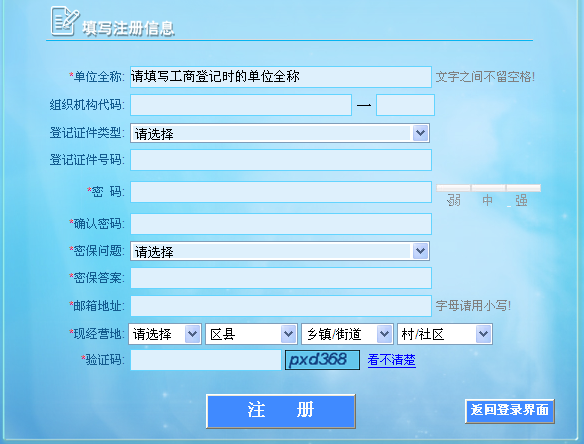 填写注册信息
*单位全称: 请填写工商登记时的单位全称 文字之间不留空格!
组织机构代码: —
登记证件类型: 请选择
登记证件号码:
*密 码: 弱 中 强
*确认密码:
*密保问题: 请选择
*密保答案:
*邮箱地址: 字母请用小写!
*现经营地: 请选择 区县 乡镇/街道 村/社区
*验证码: pxd368 看不清楚
注 册 返回登录界面